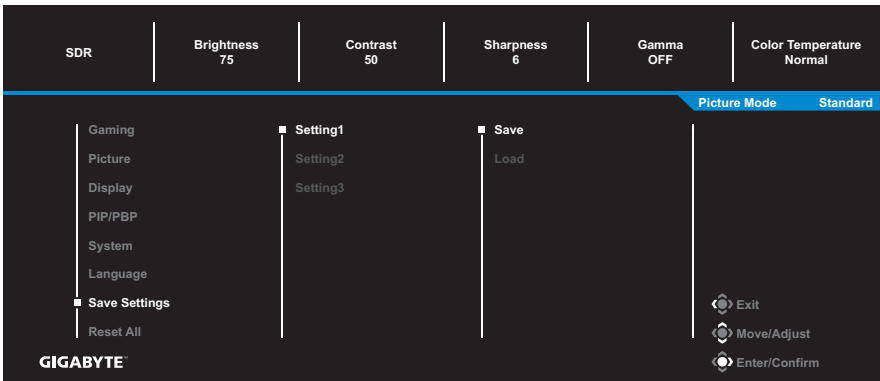 SDR
Brightness
75
Contrast
50
Sharpness
6
Gamma
OFF
Color Temperature
Normal
Picture Mode Standard
Gaming
Picture
Display
PIP/PBP
System
Language
Save Settings
Reset All
Setting1
Setting2
Setting3
Save
Load
Exit
Move/Adjust
Enter/Confirm
GIGABYTE™